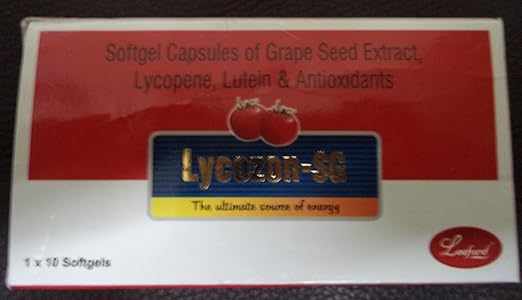 Softgel Capsules of Grape Seed Extract,
Lycopene, Lutein & Antioxidants
Lycozon-SG
The ultimate source of energy
1 x 10 Softgels
Leeford